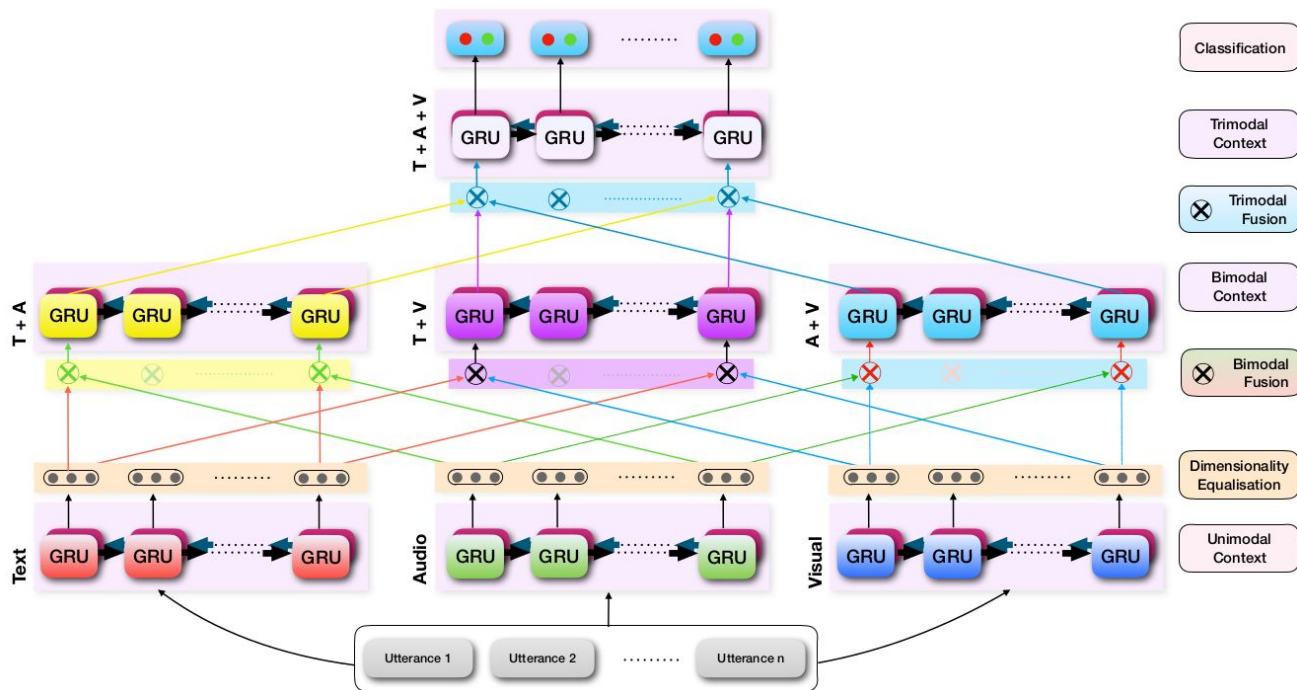 Classification
T + A + V
GRU GRU GRU
Trimodal
Context
Trimodal
Fusion
T + A
GRU GRU GRU
T + V
GRU GRU GRU
A + V
GRU GRU GRU
Bimodal
Context
Bimodal
Fusion
Dimensionality
Equalisation
Text
GRU GRU GRU
Audio
GRU GRU GRU
Visual
GRU GRU GRU
Unimodal
Context
Utterance 1 Utterance 2 ......... Utterance n